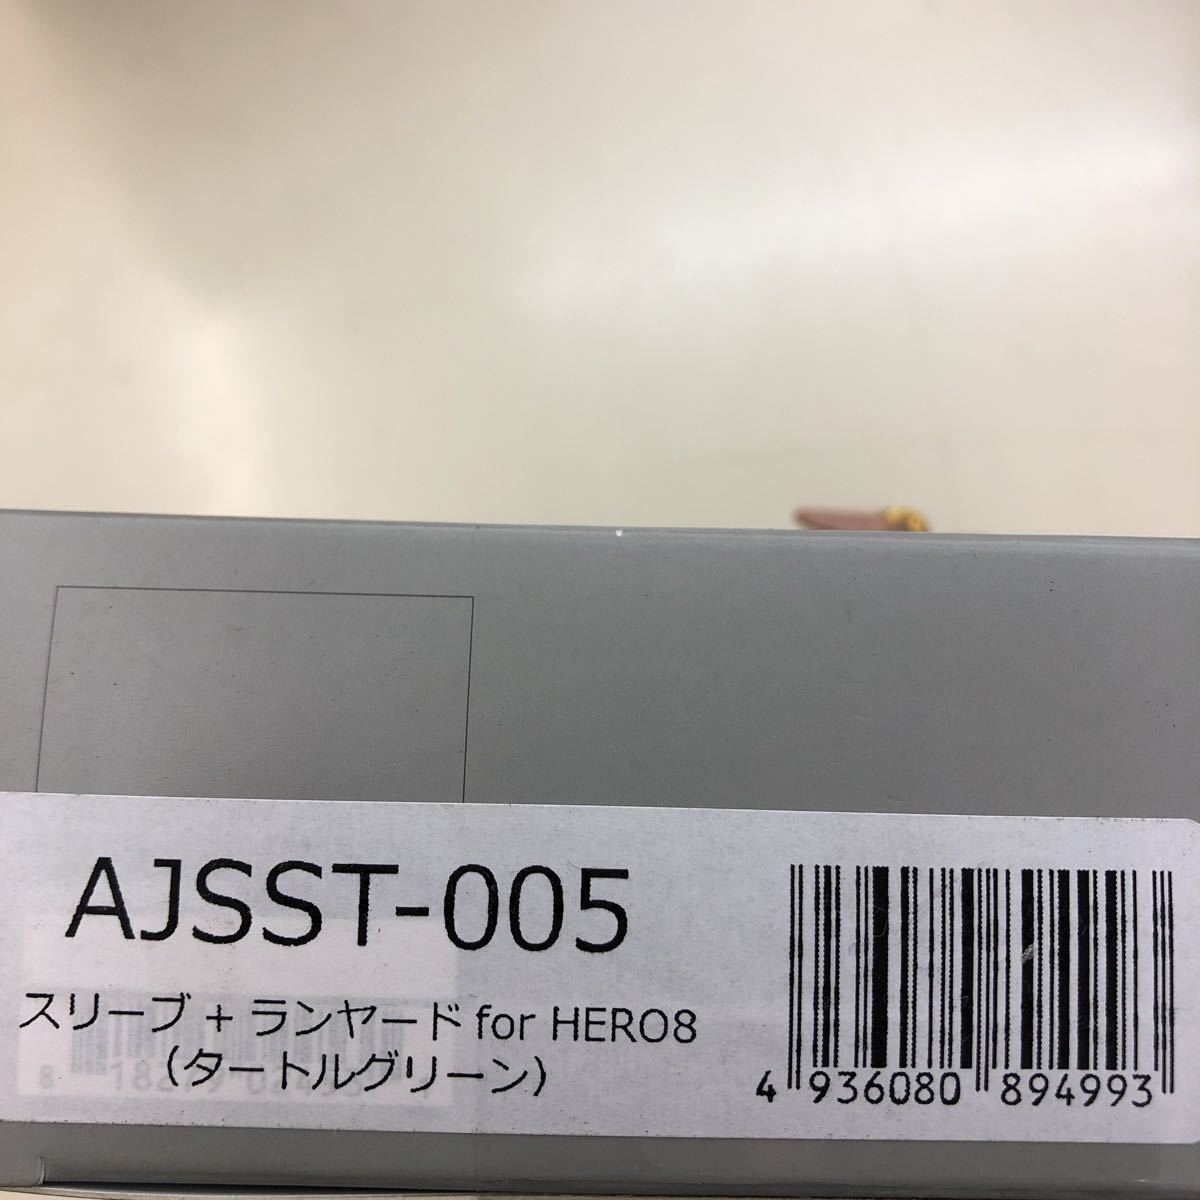 AJSST-005
スリーブ + ランヤード for HERO8
(タートルグリーン)
4 936080 894993